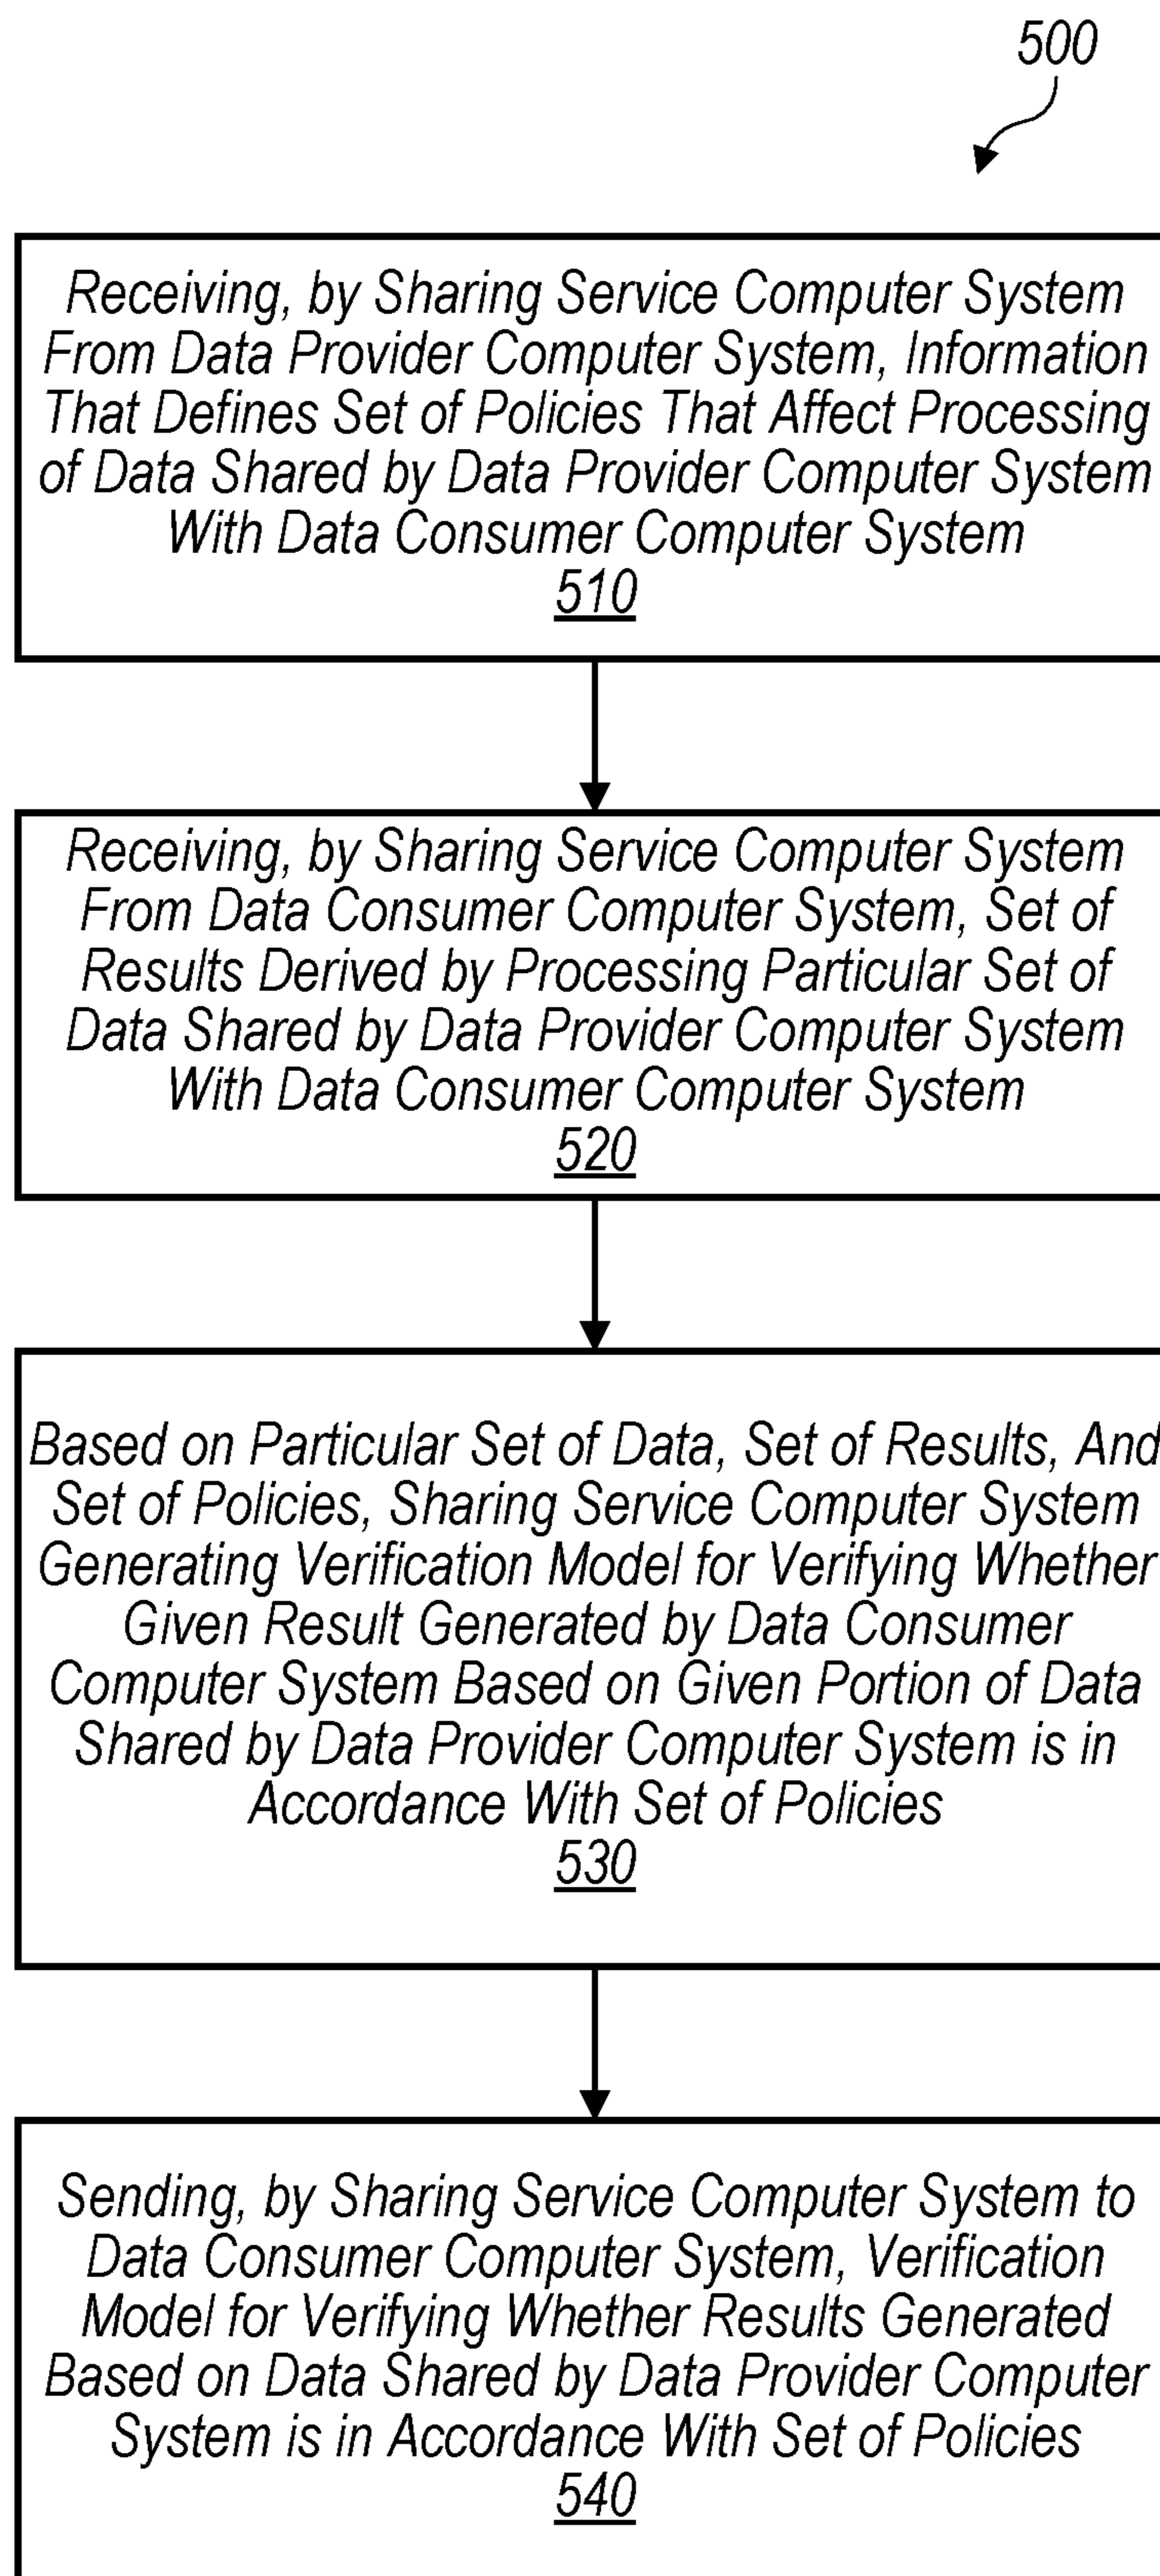 500
Receiving, by Sharing Service Computer System
From Data Provider Computer System, Information
That Defines Set of Policies That Affect Processing
of Data Shared by Data Provider Computer System
With Data Consumer Computer System
510
Receiving, by Sharing Service Computer System
From Data Consumer Computer System, Set of
Results Derived by Processing Particular Set of
Data Shared by Data Provider Computer System
With Data Consumer Computer System
520
Based on Particular Set of Data, Set of Results, And
Set of Policies, Sharing Service Computer System
Generating Verification Model for Verifying Whether
Given Result Generated by Data Consumer
Computer System Based on Given Portion of Data
Shared by Data Provider Computer System is in
Accordance With Set of Policies
530
Sending, by Sharing Service Computer System to
Data Consumer Computer System, Verification
Model for Verifying Whether Results Generated
Based on Data Shared by Data Provider Computer
System is in Accordance With Set of Policies
540